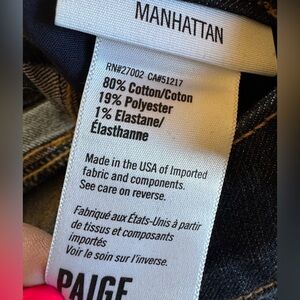 MANHATTAN
RN#27002 CA#51217
80% Cotton/Coton
19% Polyester
1% Elastane/
Élasthanne
Made in the USA of Imported
fabric and components.
See care on reverse.
Fabriqué aux États-Unis à partir
de tissus et composants
importés
Voir le soin sur l'inverse.
PAIGE